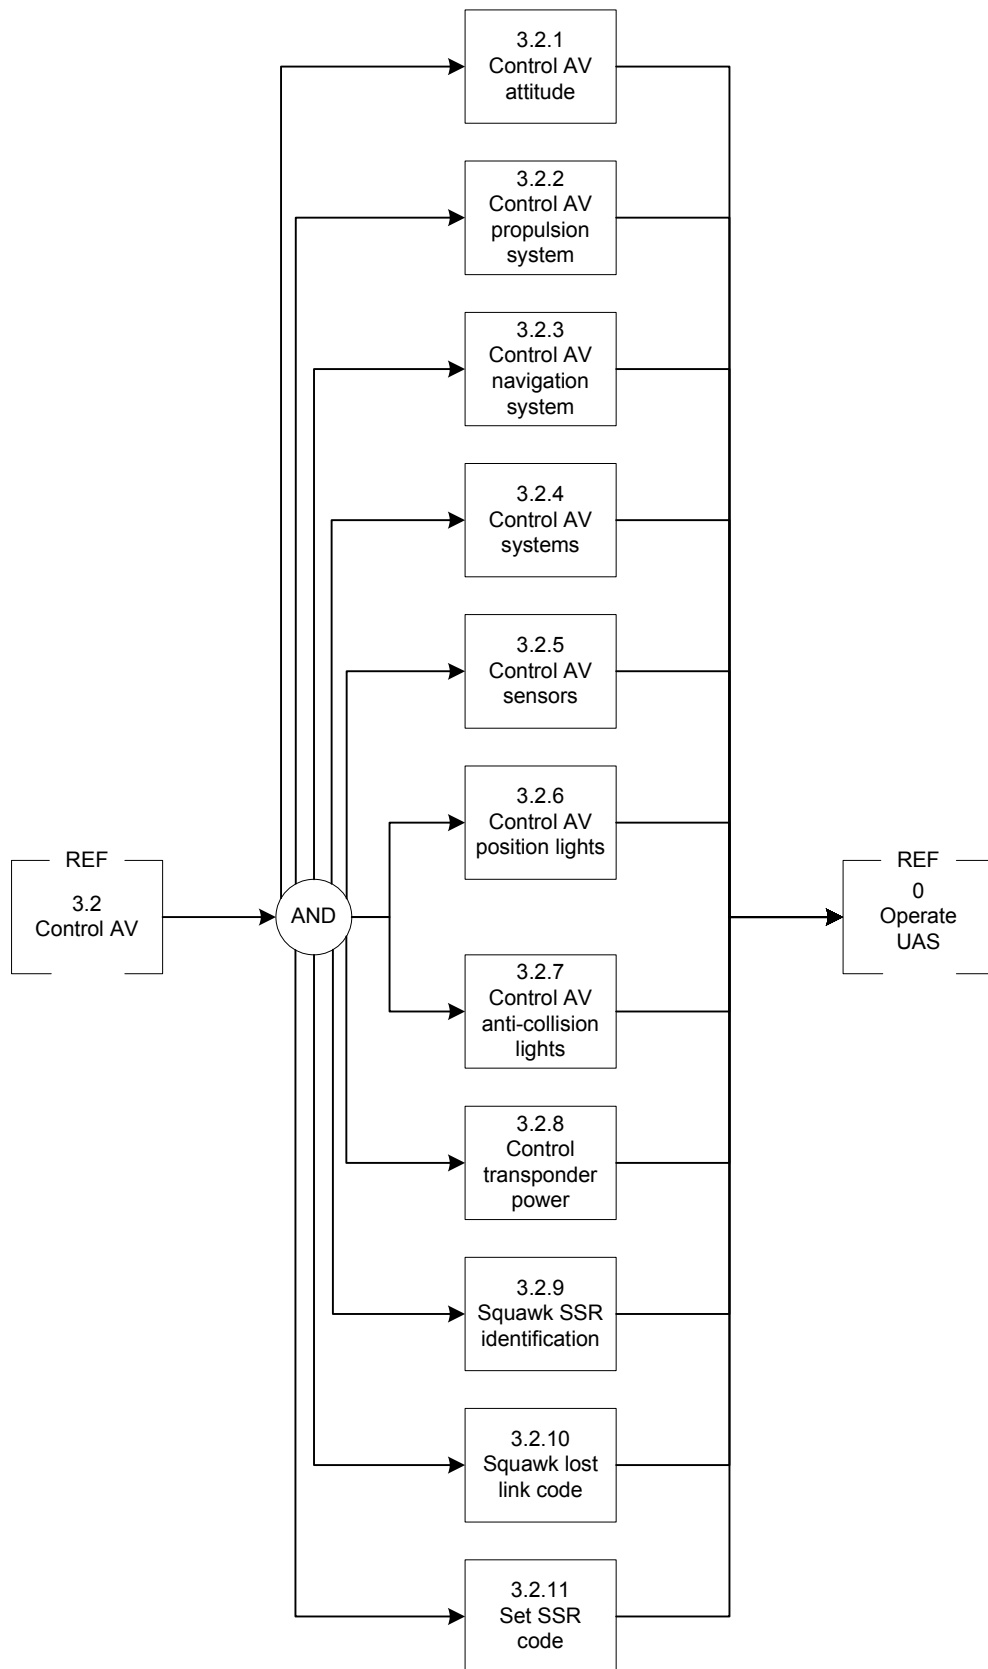 3.2.1
Control AV
attitude
3.2.2
Control AV
propulsion
system
3.2.3
Control AV
navigation
system
3.2.4
Control AV
systems
3.2.5
Control AV
sensors
3.2.6
Control AV
position lights
REF
3.2
Control AV
AND
REF
0
Operate
UAS
3.2.7
Control AV
anti-collision
lights
3.2.8
Control
transponder
power
3.2.9
Squawk SSR
identification
3.2.10
Squawk lost
link code
3.2.11
Set SSR
code